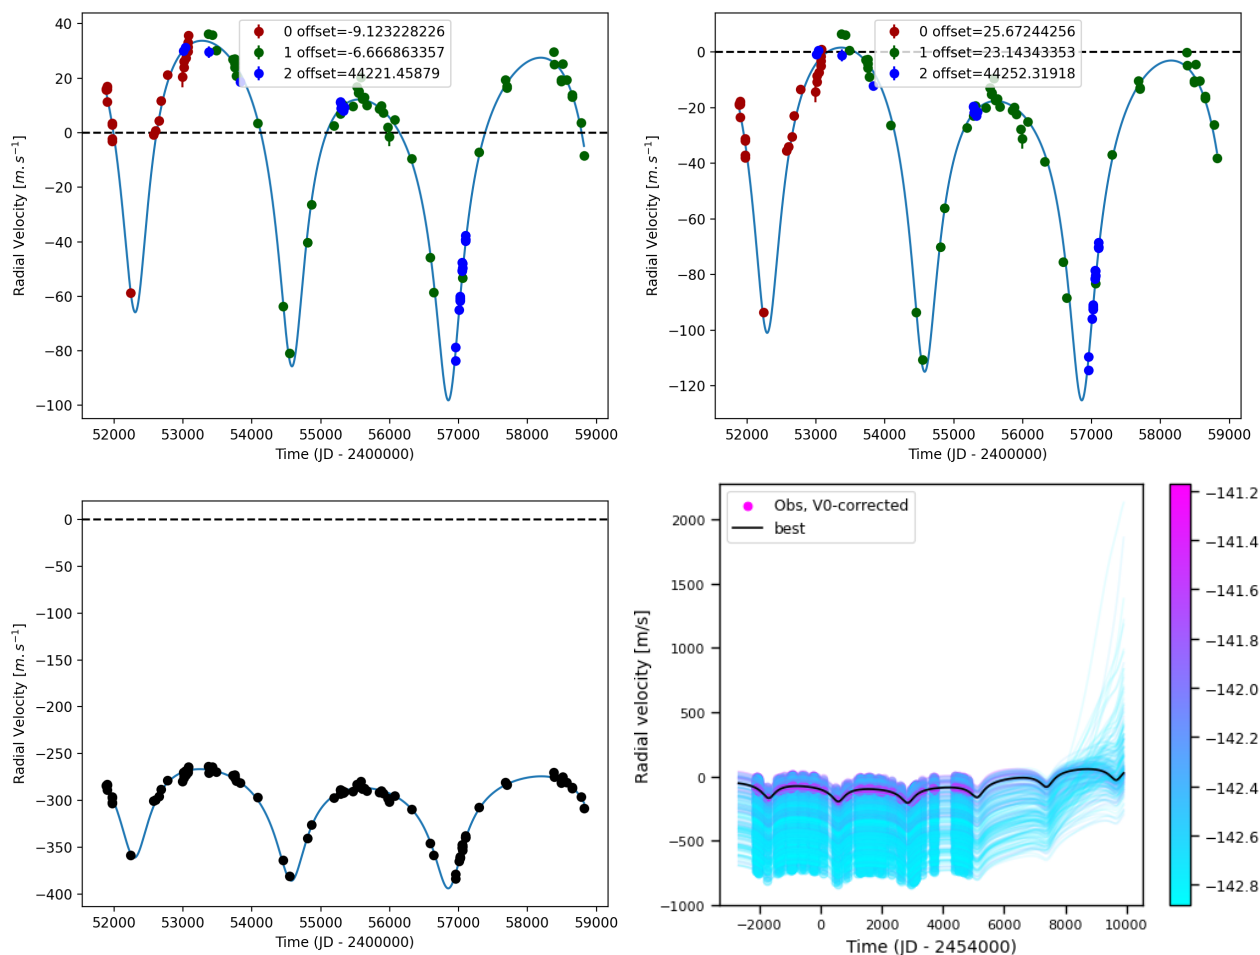 40
20
0
−20
−40
−60
−80
−100
Radial Velocity [m.s⁻¹]
0 offset=-9.123228226
1 offset=-6.666863357
2 offset=44221.45879
52000 53000 54000 55000 56000 57000 58000 59000
Time (JD - 2400000)
0
−20
−40
−60
−80
−100
−120
Radial Velocity [m.s⁻¹]
0 offset=25.67244256
1 offset=23.14343353
2 offset=44252.31918
52000 53000 54000 55000 56000 57000 58000 59000
Time (JD - 2400000)
0
−50
−100
−150
−200
−250
−300
−350
−400
Radial Velocity [m.s⁻¹]
52000 53000 54000 55000 56000 57000 58000 59000
Time (JD - 2400000)
2000
1500
1000
500
0
−500
−1000
Radial velocity [m/s]
Obs, V0-corrected
best
−2000 0 2000 4000 6000 8000 10000
Time (JD - 2454000)
−141.2
−141.4
−141.6
−141.8
−142.0
−142.2
−142.4
−142.6
−142.8